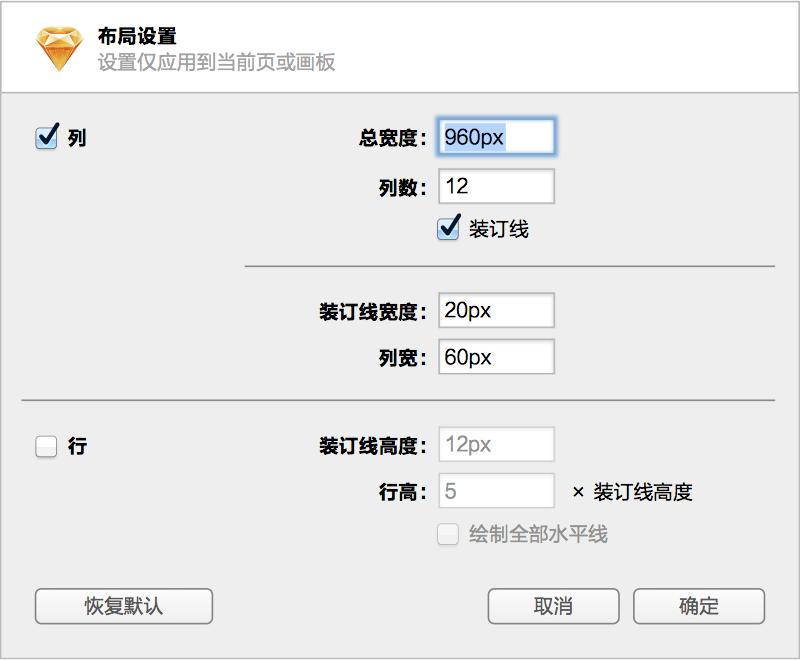 布局设置
设置仅应用到当前页或画板
列
总宽度: 960px
列数: 12
装订线
装订线宽度: 20px
列宽: 60px
行
装订线高度: 12px
行高: 5 × 装订线高度
绘制全部水平线
恢复默认 取消 确定